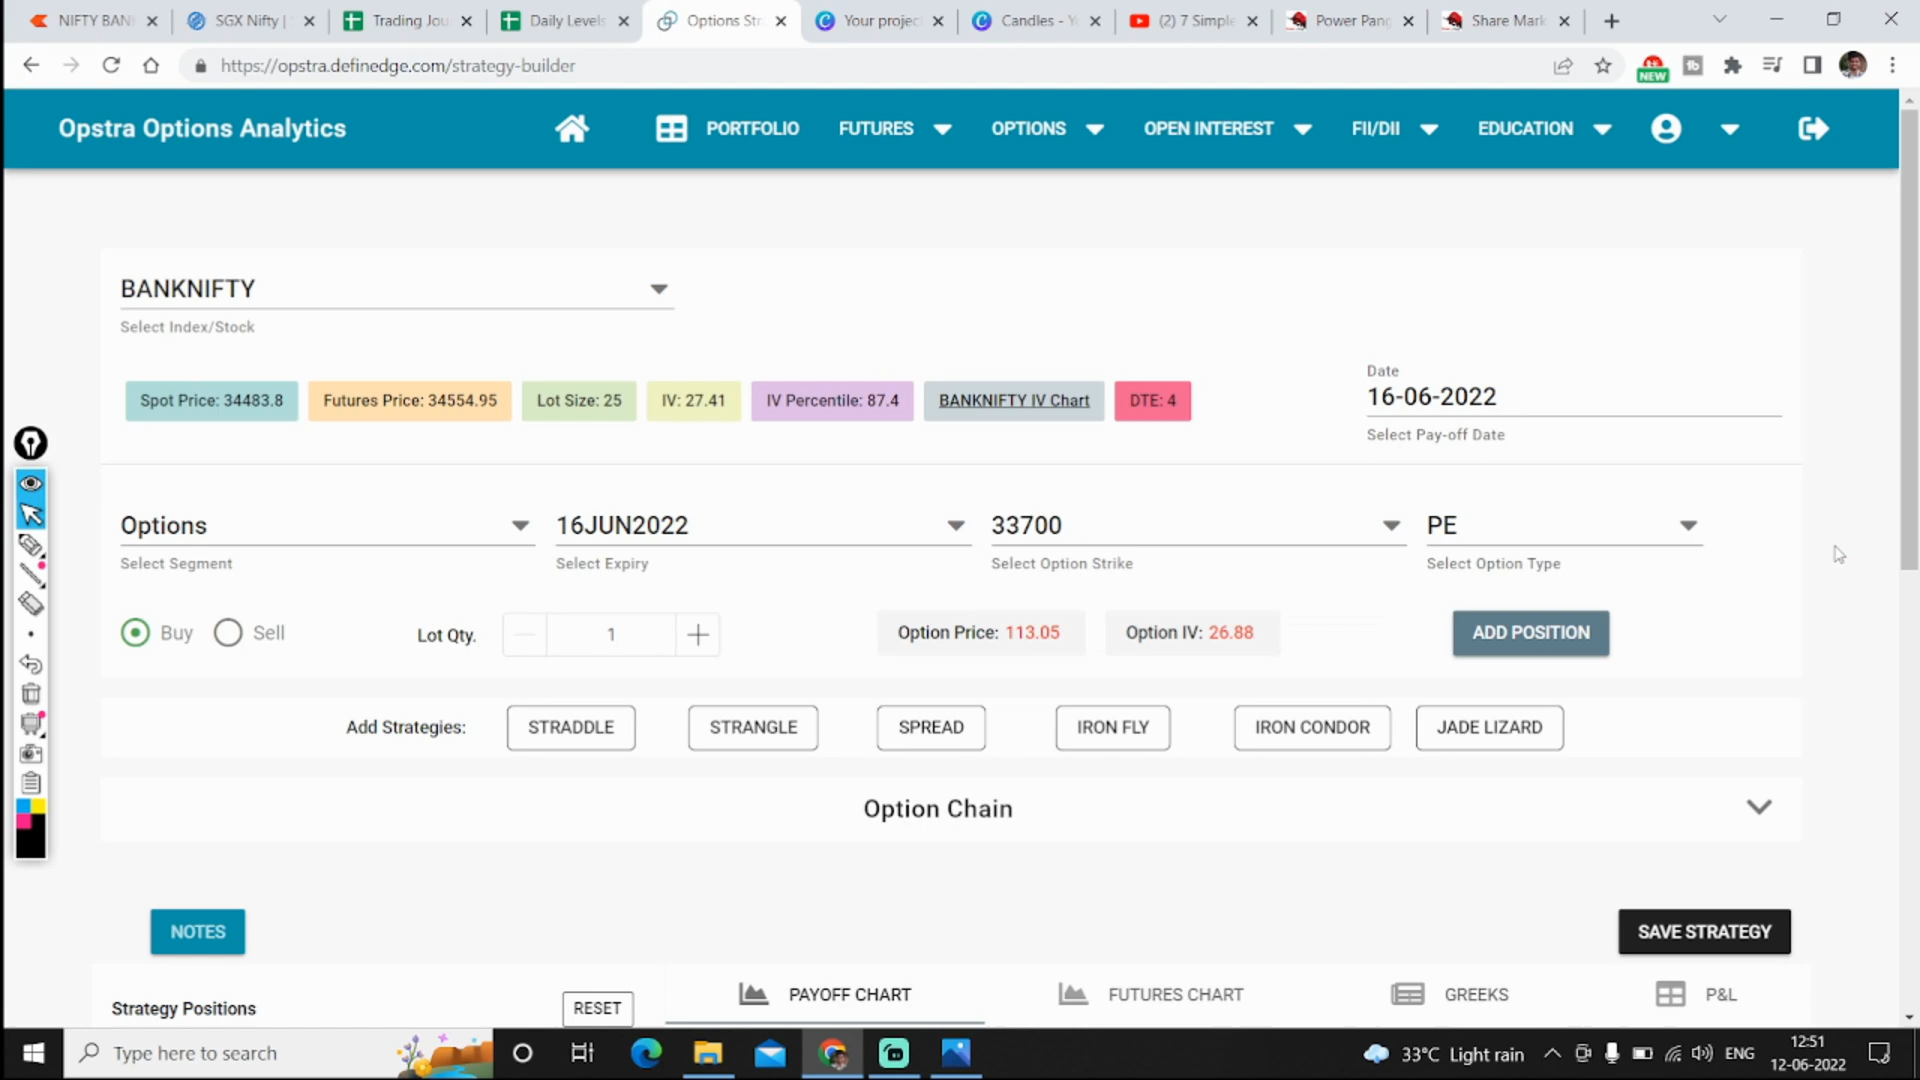 NIFTY BAN
SGX Nifty |
Trading Jou
Daily Levels
Options Str
Your projec
Candles - Y
(2) 7 Simple
Power Pang
Share Mark
https://opstra.definedge.com/strategy-builder
NEW
Opstra Options Analytics
PORTFOLIO
FUTURES
OPTIONS
OPEN INTEREST
FII/DII
EDUCATION
BANKNIFTY
Select Index/Stock
Spot Price: 34483.8
Futures Price: 34554.95
Lot Size: 25
IV: 27.41
IV Percentile: 87.4
BANKNIFTY IV Chart
DTE: 4
Date
16-06-2022
Select Pay-off Date
Options
Select Segment
16JUN2022
Select Expiry
33700
Select Option Strike
PE
Select Option Type
Buy
Sell
Lot Qty.
1
Option Price: 113.05
Option IV: 26.88
ADD POSITION
Add Strategies:
STRADDLE
STRANGLE
SPREAD
IRON FLY
IRON CONDOR
JADE LIZARD
Option Chain
NOTES
SAVE STRATEGY
Strategy Positions
RESET
PAYOFF CHART
FUTURES CHART
GREEKS
P&L
Type here to search
33°C Light rain
ENG
12:51
12-06-2022